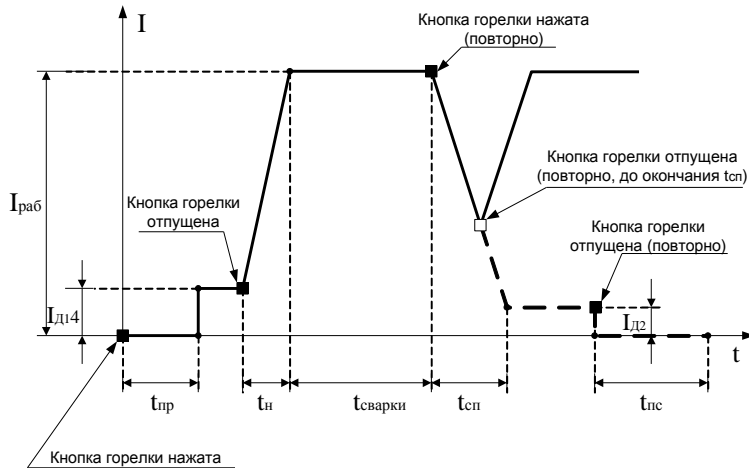 I
Кнопка горелки нажата
(повторно)
Кнопка горелки отпущена
(повторно, до окончания tсп)
Кнопка горелки
отпущена
Iраб
Кнопка горелки
отпущена (повторно)
IД14
IД2
t
tпр
tн
tсварки
tсп
tпс
Кнопка горелки нажата